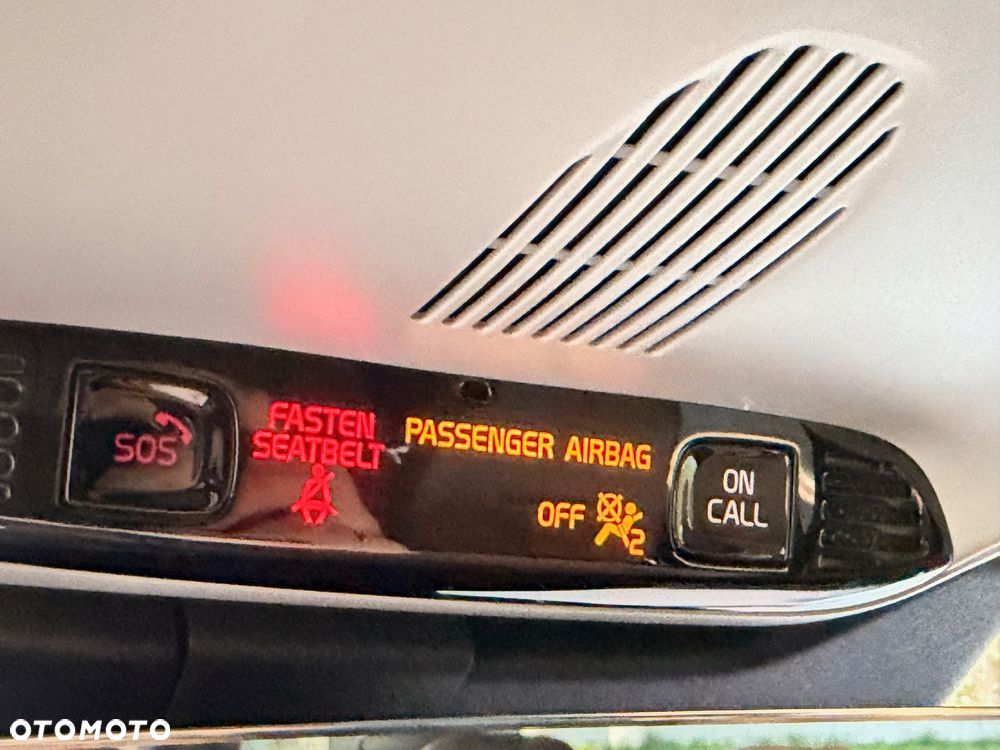 SOS
FASTEN
SEATBELT
PASSENGER AIRBAG
OFF 2
ON
CALL
OTOMOTO